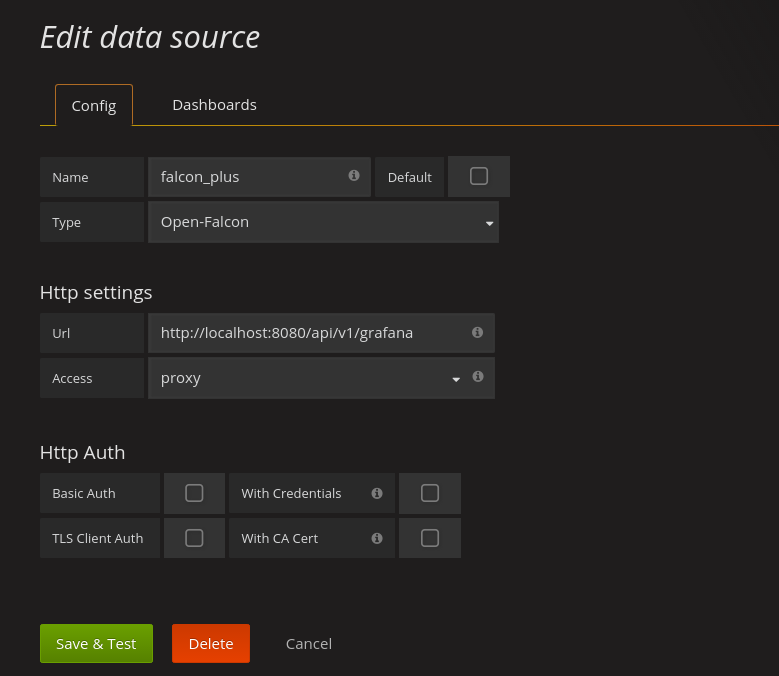 Edit data source
Config Dashboards
Name falcon_plus Default
Type Open-Falcon
Http settings
Url http://localhost:8080/api/v1/grafana
Access proxy
Http Auth
Basic Auth With Credentials
TLS Client Auth With CA Cert
Save & Test Delete Cancel